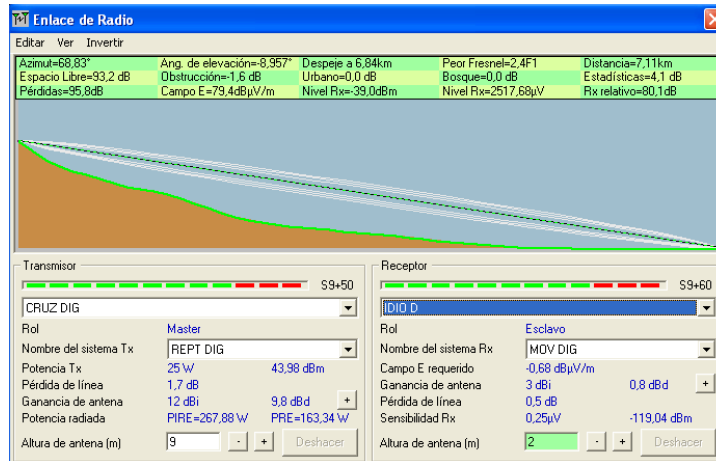 Enlace de Radio
Editar Ver Invertir
Azimut=68,83° Ang. de elevación=-8,957° Despeje a 6,84km Peor Fresnel=2,4F1 Distancia=7,11km
Espacio Libre=93,2 dB Obstrucción=-1,6 dB Urbano=0,0 dB Bosque=0,0 dB Estadísticas=4,1 dB
Pérdidas=95,8dB Campo E=79,4dBµV/m Nivel Rx=-39,0dBm Nivel Rx=2517,68µV Rx relativo=80,1dB
Transmisor Receptor
S9+50 S9+60
CRUZ DIG IDIO D
Rol Master Rol Esclavo
Nombre del sistema Tx REPT DIG Nombre del sistema Rx MOV DIG
Potencia Tx 25 W 43,98 dBm Campo E requerido -0,68 dBµV/m
Pérdida de línea 1,7 dB Ganancia de antena 3 dBi 0,8 dBd +
Ganancia de antena 12 dBi 9,8 dBd + Pérdida de línea 0,5 dB
Potencia radiada PIRE=267,88 W PRE=163,34 W Sensibilidad Rx 0,25µV -119,04 dBm
Altura de antena (m) 9 - + Deshacer Altura de antena (m) 2 - + Deshacer